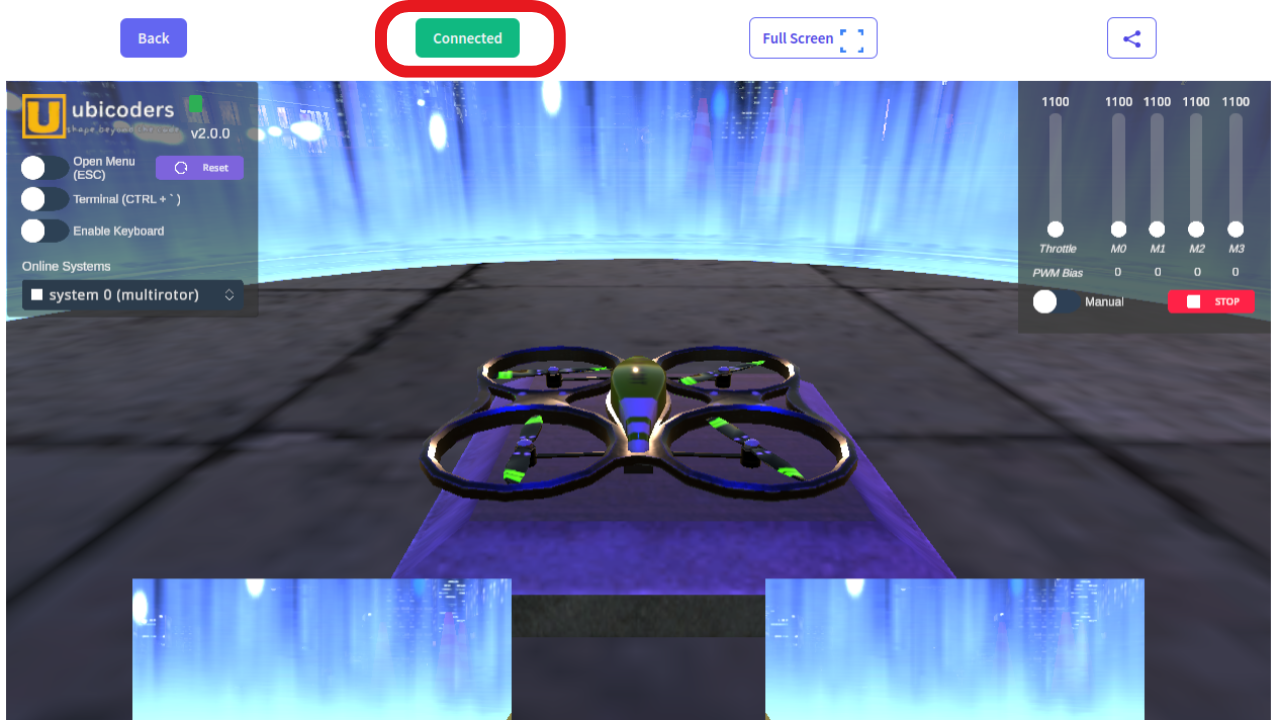 Back
Connected
Full Screen
U ubicoders
shape beyond the
v2.0.0
Open Menu
(ESC)
Reset
Terminal (CTRL + ` )
Enable Keyboard
Online Systems
system 0 (multirotor)
1100 1100 1100 1100 1100
Throttle M0 M1 M2 M3
PWM Bias 0 0 0 0
Manual
STOP